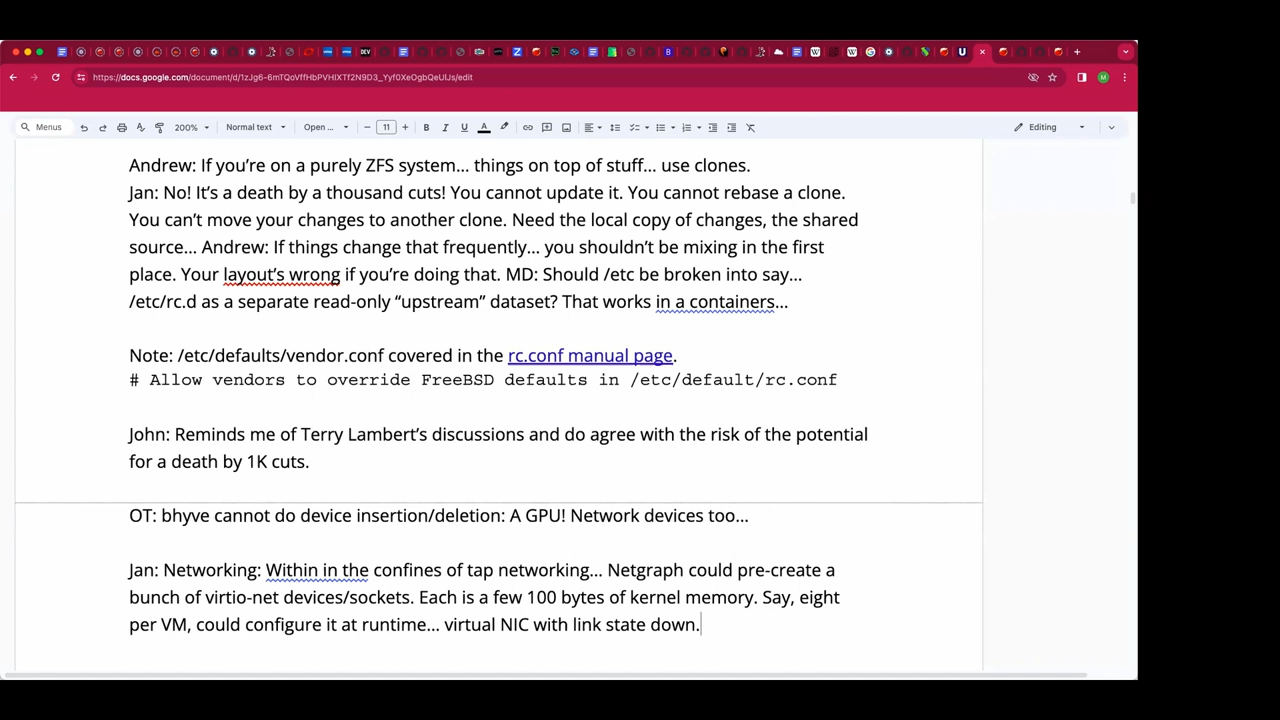 DEV
https://docs.google.com/document/d/1zJg6-6mTQoVffHbPVHIXTf2N9D3_Yyf0XeOgbQeUIJs/edit
Menus
200%
Normal text
Open ...
11
Editing
Andrew: If you’re on a purely ZFS system… things on top of stuff… use clones.
Jan: No! It’s a death by a thousand cuts! You cannot update it. You cannot rebase a clone.
You can’t move your changes to another clone. Need the local copy of changes, the shared
source… Andrew: If things change that frequently… you shouldn’t be mixing in the first
place. Your layout’s wrong if you’re doing that. MD: Should /etc be broken into say…
/etc/rc.d as a separate read-only “upstream” dataset? That works in a containers…
Note: /etc/defaults/vendor.conf covered in the rc.conf manual page.
# Allow vendors to override FreeBSD defaults in /etc/default/rc.conf
John: Reminds me of Terry Lambert’s discussions and do agree with the risk of the potential
for a death by 1K cuts.
OT: bhyve cannot do device insertion/deletion: A GPU! Network devices too…
Jan: Networking: Within in the confines of tap networking… Netgraph could pre-create a
bunch of virtio-net devices/sockets. Each is a few 100 bytes of kernel memory. Say, eight
per VM, could configure it at runtime… virtual NIC with link state down.